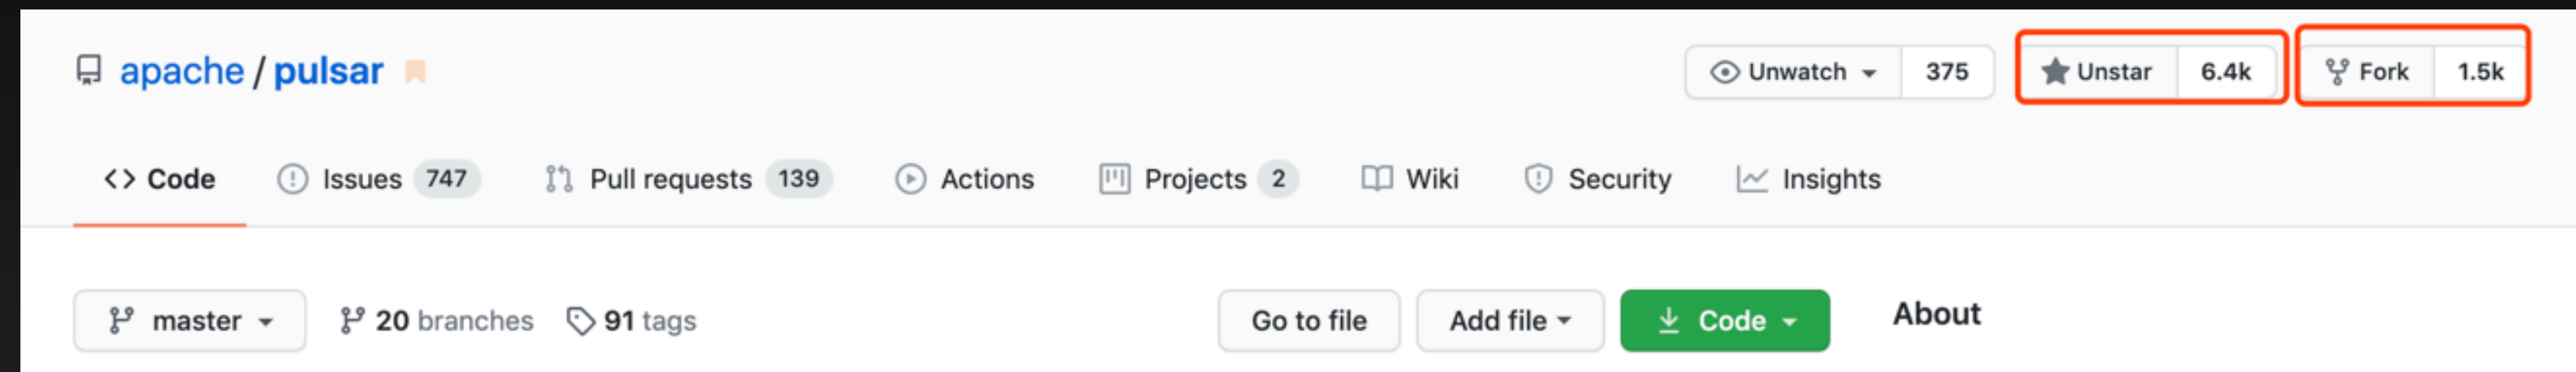 apache / pulsar Unwatch 375 Unstar 6.4k Fork 1.5k
Code Issues 747 Pull requests 139 Actions Projects 2 Wiki Security Insights
master 20 branches 91 tags Go to file Add file Code About